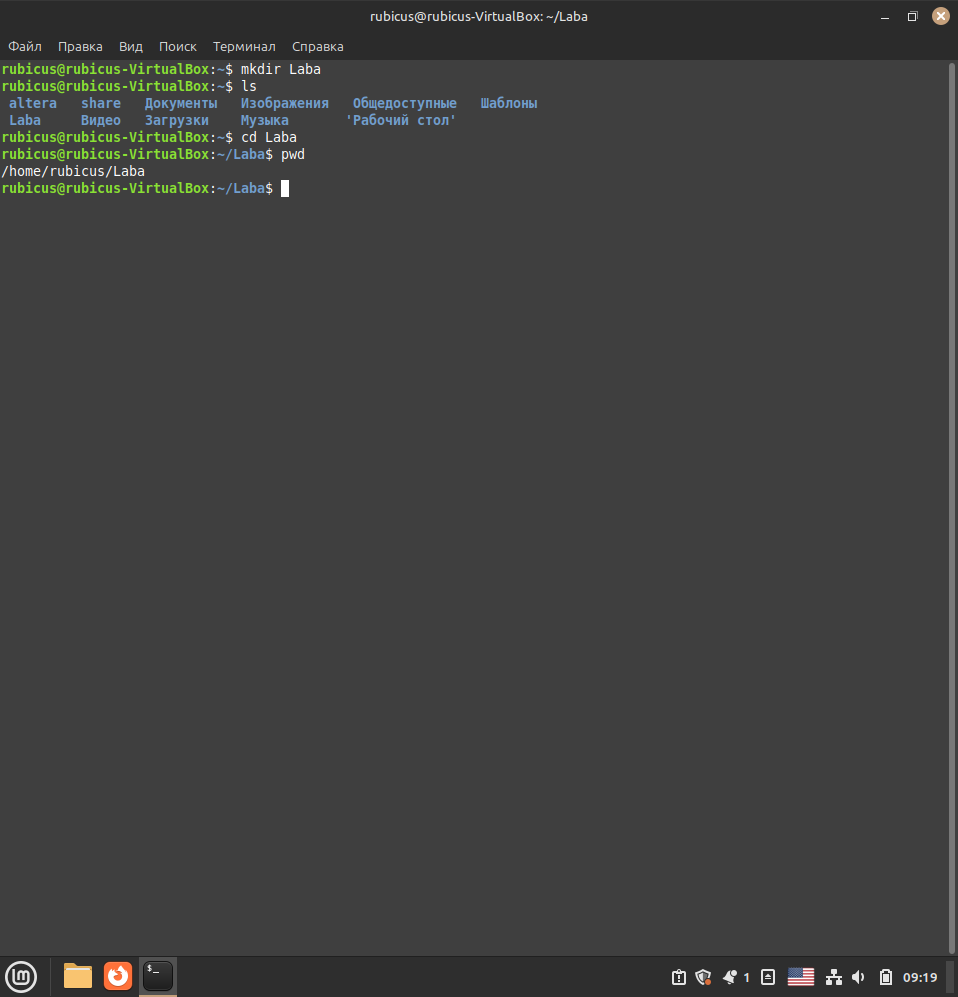 rubicus@rubicus-VirtualBox: ~/Laba
Файл Правка Вид Поиск Терминал Справка
rubicus@rubicus-VirtualBox:~$ mkdir Laba
rubicus@rubicus-VirtualBox:~$ ls
altera share Документы Изображения Общедоступные Шаблоны
Laba Видео Загрузки Музыка 'Рабочий стол'
rubicus@rubicus-VirtualBox:~$ cd Laba
rubicus@rubicus-VirtualBox:~/Laba$ pwd
/home/rubicus/Laba
rubicus@rubicus-VirtualBox:~/Laba$
$_ 1 09:19